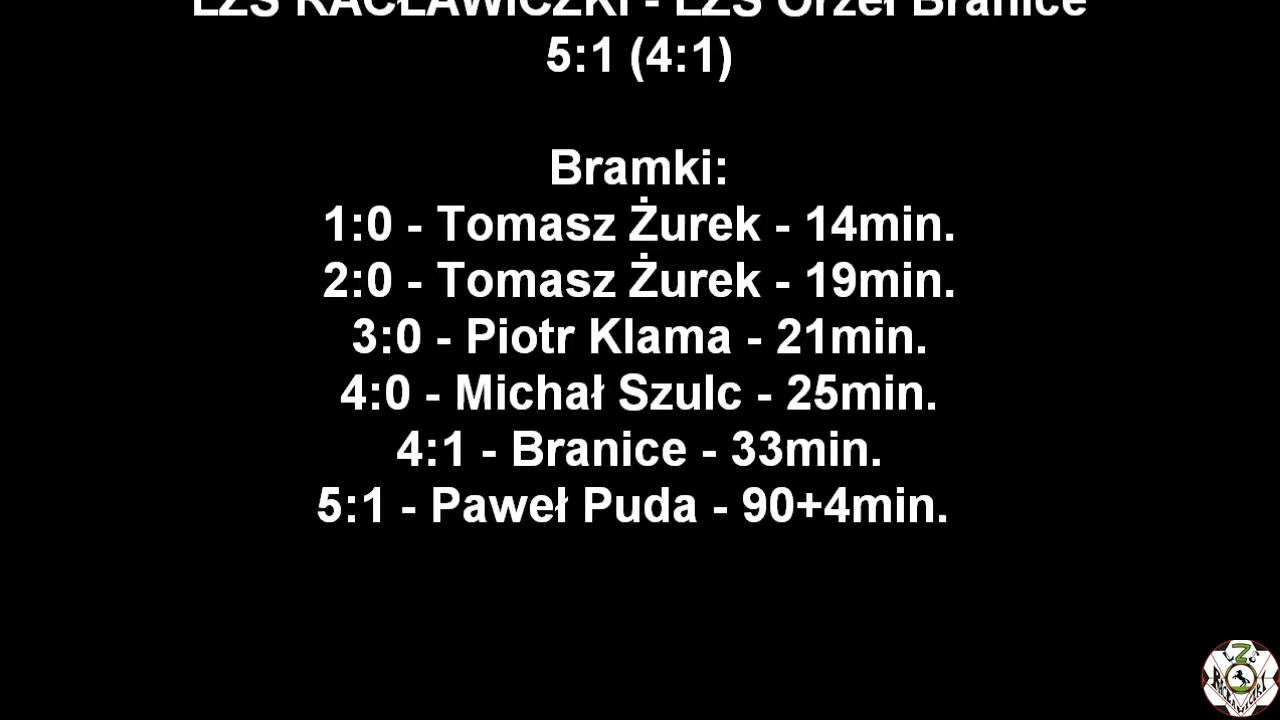 LZS RACŁAWICZKI - LZS Orzeł Branice
5:1 (4:1)
Bramki:
1:0 - Tomasz Żurek - 14min.
2:0 - Tomasz Żurek - 19min.
3:0 - Piotr Klama - 21min.
4:0 - Michał Szulc - 25min.
4:1 - Branice - 33min.
5:1 - Paweł Puda - 90+4min.
LZS
RACŁAWICZKI